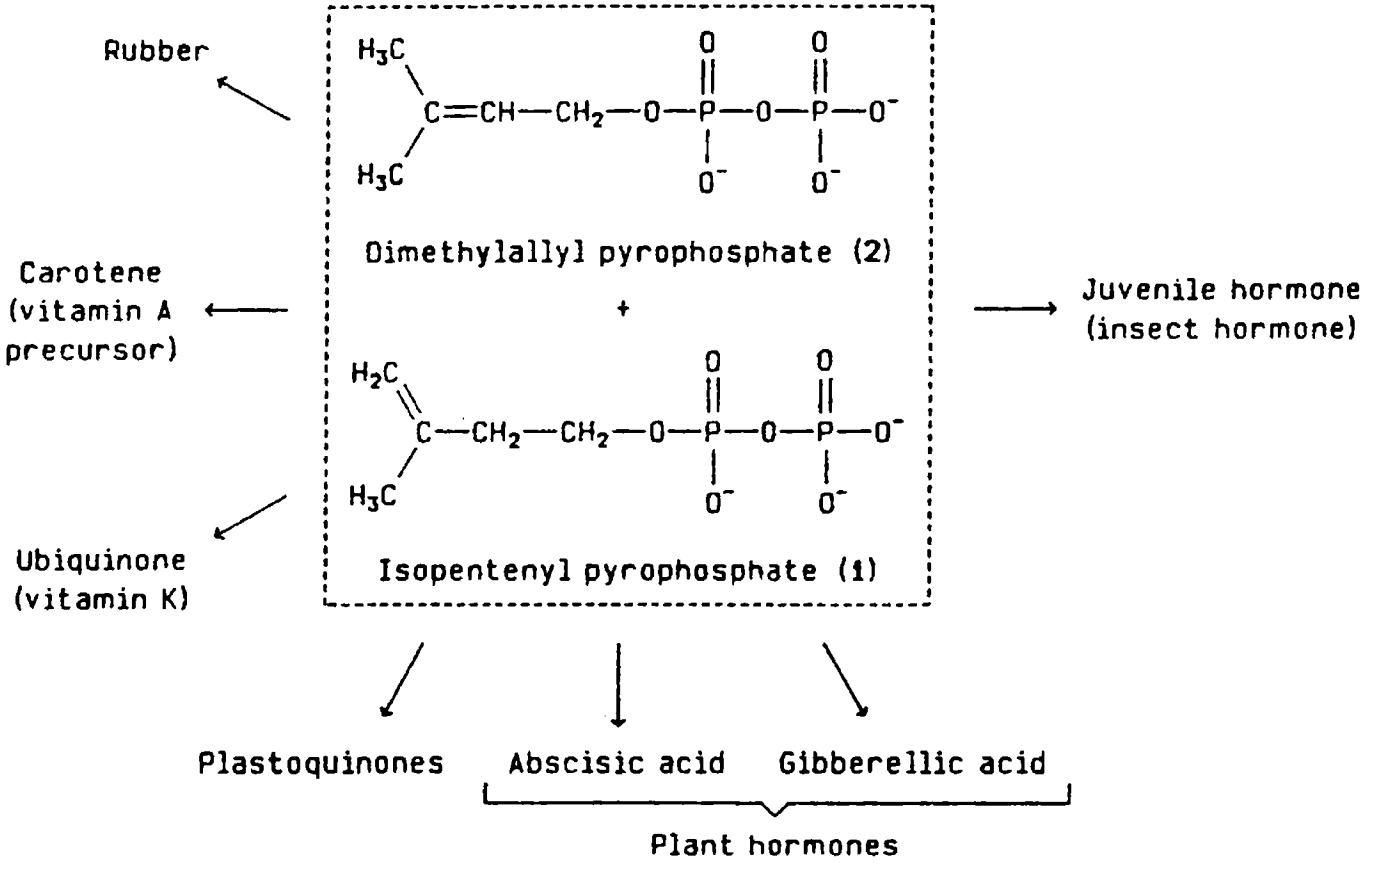 Rubber
H₃C O O
C=CH—CH₂—O—P—O—P—O⁻
H₃C O⁻ O⁻
Dimethylallyl pyrophosphate (2)
Carotene
(vitamin A
precursor)
+
Juvenile hormone
(insect hormone)
H₂C O O
C—CH₂—CH₂—O—P—O—P—O⁻
H₃C O⁻ O⁻
Isopentenyl pyrophosphate (1)
Ubiquinone
(vitamin K)
Plastoquinones Abscisic acid Gibberellic acid
Plant hormones